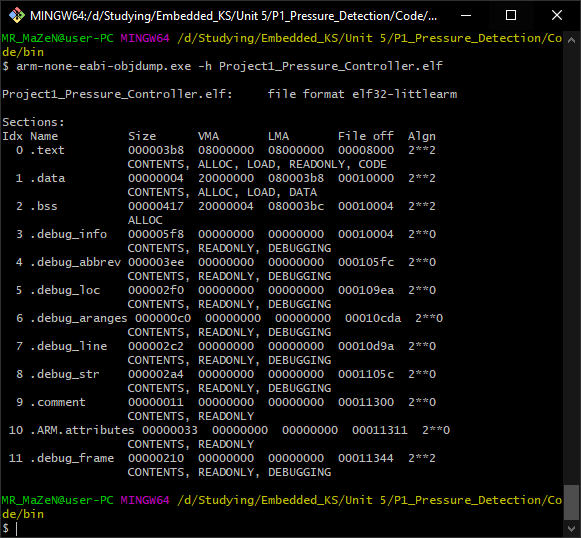 MINGW64:/d/Studying/Embedded_KS/Unit 5/P1_Pressure_Detection/Code/...
MR_MaZeN@user-PC MINGW64 /d/Studying/Embedded_KS/Unit 5/P1_Pressure_Detection/Co
de/bin
$ arm-none-eabi-objdump.exe -h Project1_Pressure_Controller.elf
Project1_Pressure_Controller.elf:     file format elf32-littlearm
Sections:
Idx Name          Size      VMA       LMA       File off  Algn
  0 .text         000003b8  08000000  08000000  00008000  2**2
                  CONTENTS, ALLOC, LOAD, READONLY, CODE
  1 .data         00000004  20000000  080003b8  00010000  2**2
                  CONTENTS, ALLOC, LOAD, DATA
  2 .bss          00000417  20000004  080003bc  00010004  2**2
                  ALLOC
  3 .debug_info   000005f8  00000000  00000000  00010004  2**0
                  CONTENTS, READONLY, DEBUGGING
  4 .debug_abbrev 000003ee  00000000  00000000  000105fc  2**0
                  CONTENTS, READONLY, DEBUGGING
  5 .debug_loc    000002f0  00000000  00000000  000109ea  2**0
                  CONTENTS, READONLY, DEBUGGING
  6 .debug_aranges 000000c0  00000000  00000000  00010cda  2**0
                  CONTENTS, READONLY, DEBUGGING
  7 .debug_line   000002c2  00000000  00000000  00010d9a  2**0
                  CONTENTS, READONLY, DEBUGGING
  8 .debug_str    000002a4  00000000  00000000  0001105c  2**0
                  CONTENTS, READONLY, DEBUGGING
  9 .comment      00000011  00000000  00000000  00011300  2**0
                  CONTENTS, READONLY
 10 .ARM.attributes 00000033  00000000  00000000  00011311  2**0
                  CONTENTS, READONLY
 11 .debug_frame  00000210  00000000  00000000  00011344  2**2
                  CONTENTS, READONLY, DEBUGGING
MR_MaZeN@user-PC MINGW64 /d/Studying/Embedded_KS/Unit 5/P1_Pressure_Detection/Co
de/bin
$